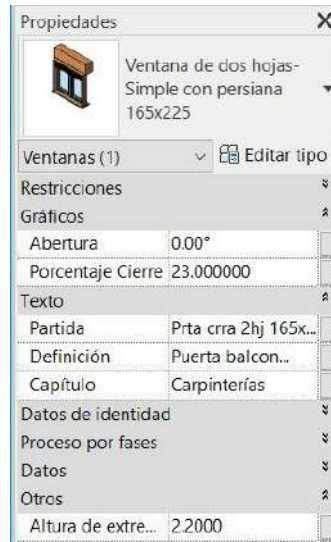 Propiedades
Ventana de dos hojas-
Simple con persiana
165x225
Ventanas (1) Editar tipo
Restricciones
Gráficos
Abertura 0.00°
Porcentaje Cierre 23.000000
Texto
Partida Prta crra 2hj 165x...
Definición Puerta balcon...
Capítulo Carpinterías
Datos de identidad
Proceso por fases
Datos
Otros
Altura de extre... 2.2000